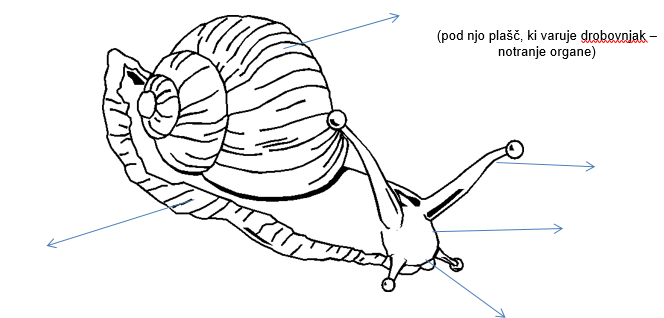 (pod njo plašč, ki varuje drobovnjak –
notranje organe)